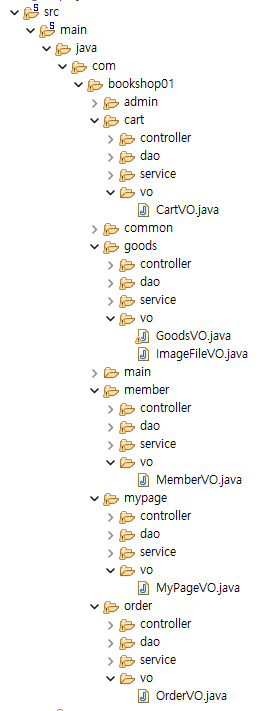 src
main
java
com
bookshop01
admin
cart
controller
dao
service
vo
CartVO.java
common
goods
controller
dao
service
vo
GoodsVO.java
ImageFileVO.java
main
member
controller
dao
service
vo
MemberVO.java
mypage
controller
dao
service
vo
MyPageVO.java
order
controller
dao
service
vo
OrderVO.java